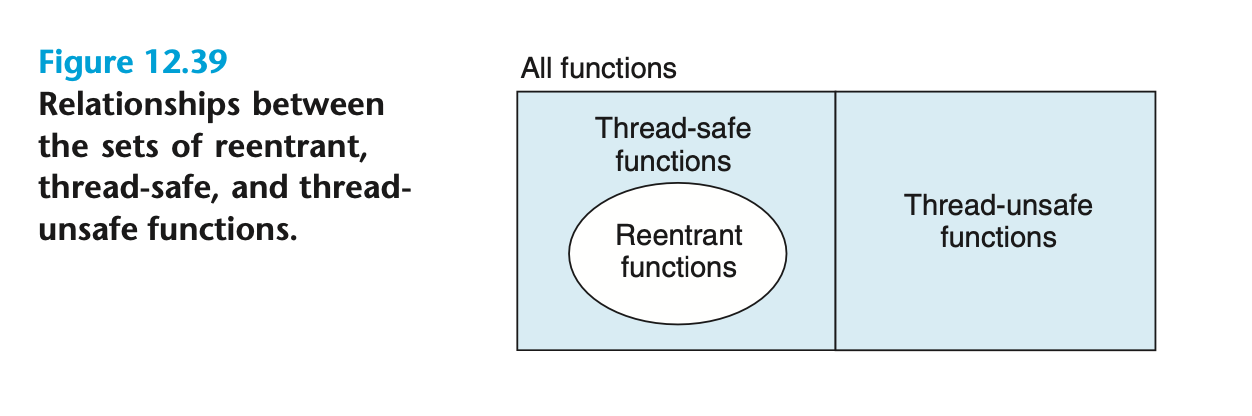 Figure 12.39
Relationships between
the sets of reentrant,
thread-safe, and thread-
unsafe functions.
All functions
Thread-safe
functions
Reentrant
functions
Thread-unsafe
functions